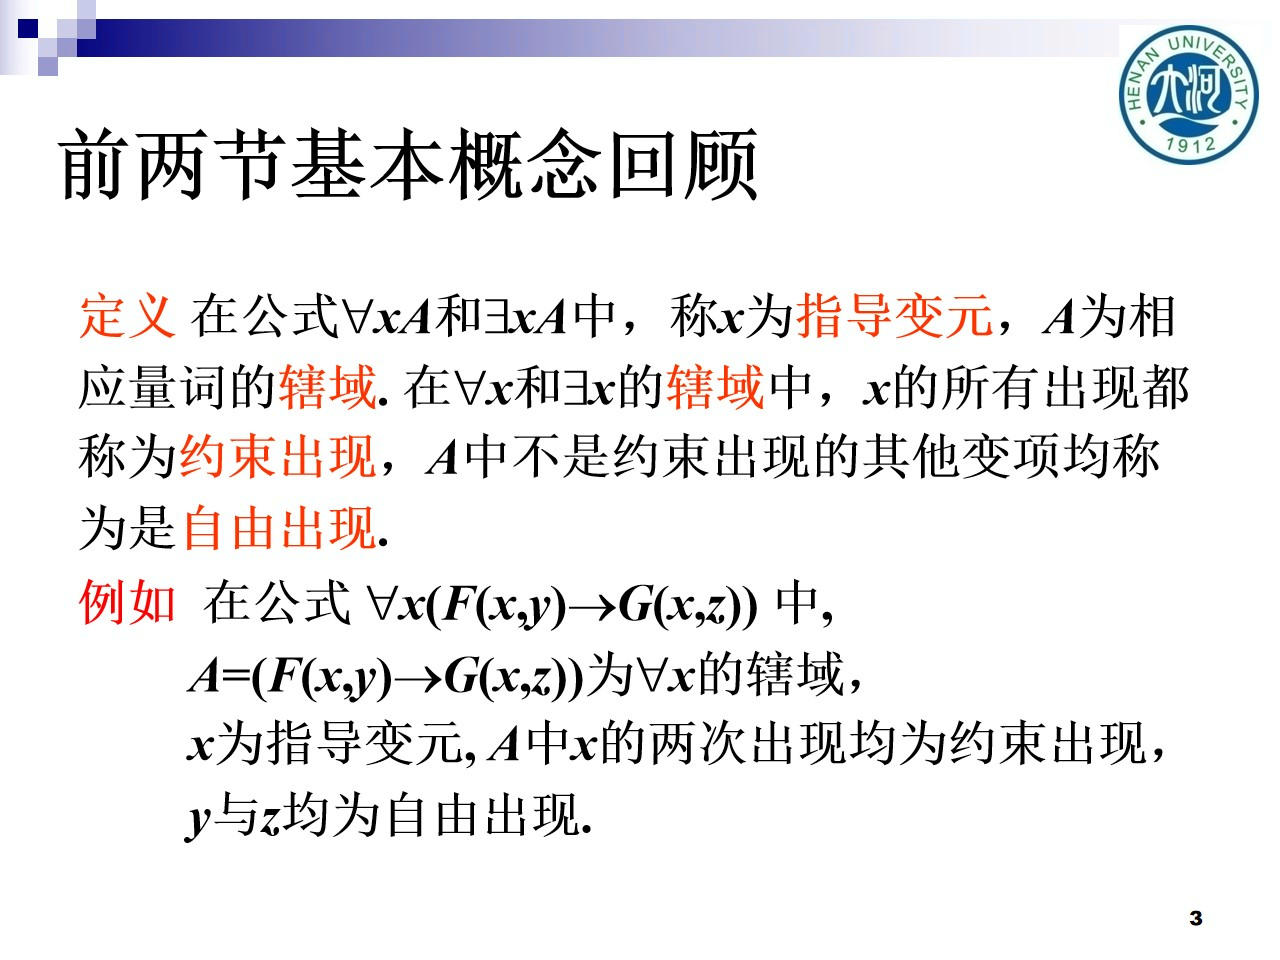 HENAN UNIVERSITY
1912
前两节基本概念回顾
定义 在公式∀xA和∃xA中，称x为指导变元，A为相
应量词的辖域. 在∀x和∃x的辖域中，x的所有出现都
称为约束出现，A中不是约束出现的其他变项均称
为是自由出现.
例如 在公式 ∀x(F(x,y)→G(x,z)) 中,
A=(F(x,y)→G(x,z))为∀x的辖域，
x为指导变元, A中x的两次出现均为约束出现，
y与z均为自由出现.
3